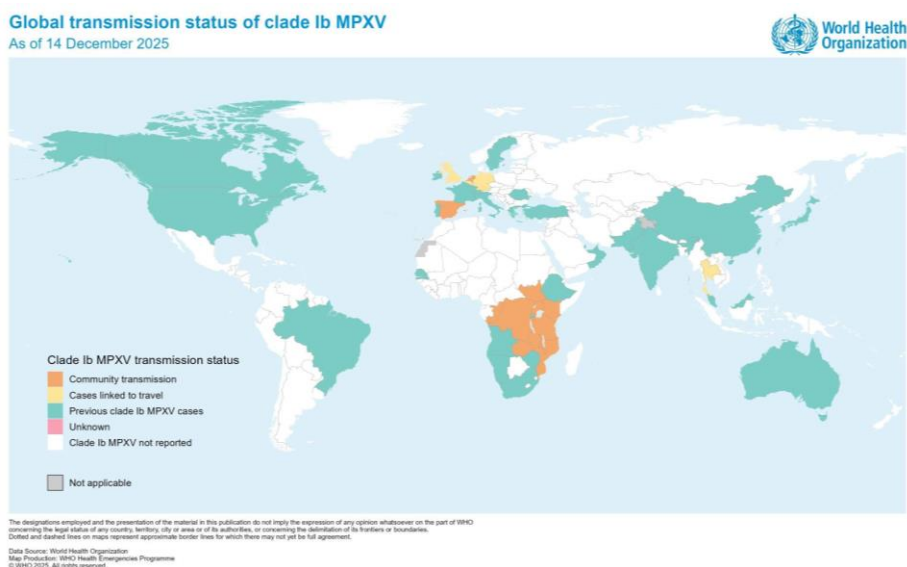 Global transmission status of clade Ib MPXV
As of 14 December 2025
World Health
Organization
Clade Ib MPXV transmission status
Community transmission
Cases linked to travel
Previous clade Ib MPXV cases
Unknown
Clade Ib MPXV not reported
Not applicable
The designations employed and the presentation of the material in this publication do not imply the expression of any opinion whatsoever on the part of WHO
concerning the legal status of any country, territory, city or area or of its authorities, or concerning the delimitation of its frontiers or boundaries.
Dotted and dashed lines on maps represent approximate border lines for which there may not yet be full agreement.
Data Source: World Health Organization
Map Production: WHO Health Emergencies Programme
© WHO 2025. All rights reserved.